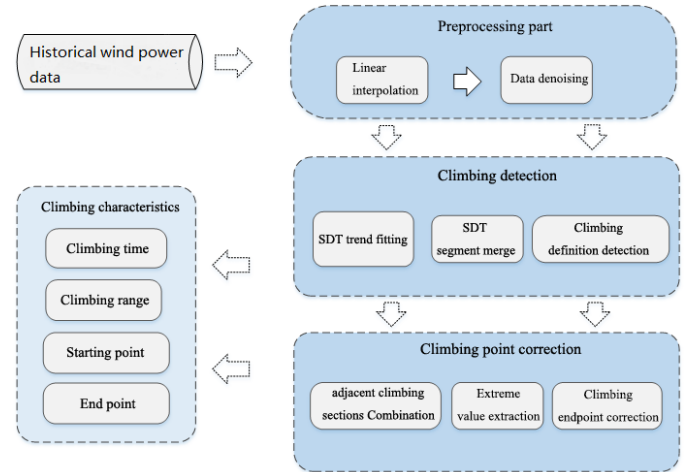 Historical wind power
data
Preprocessing part
Linear
interpolation
Data denoising
Climbing detection
SDT trend fitting
SDT
segment merge
Climbing
definition detection
Climbing characteristics
Climbing time
Climbing range
Starting point
End point
Climbing point correction
adjacent climbing
sections Combination
Extreme
value extraction
Climbing
endpoint correction